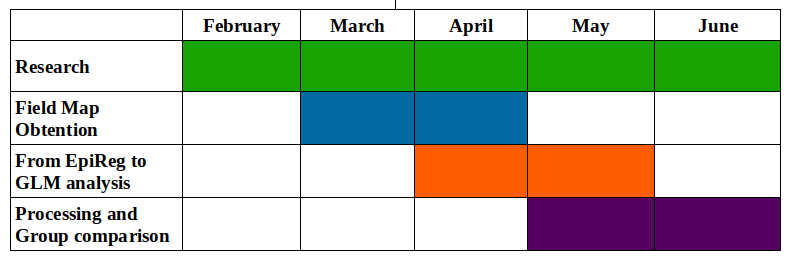 February March April May June
Research
Field Map
Obtention
From EpiReg to
GLM analysis
Processing and
Group comparison